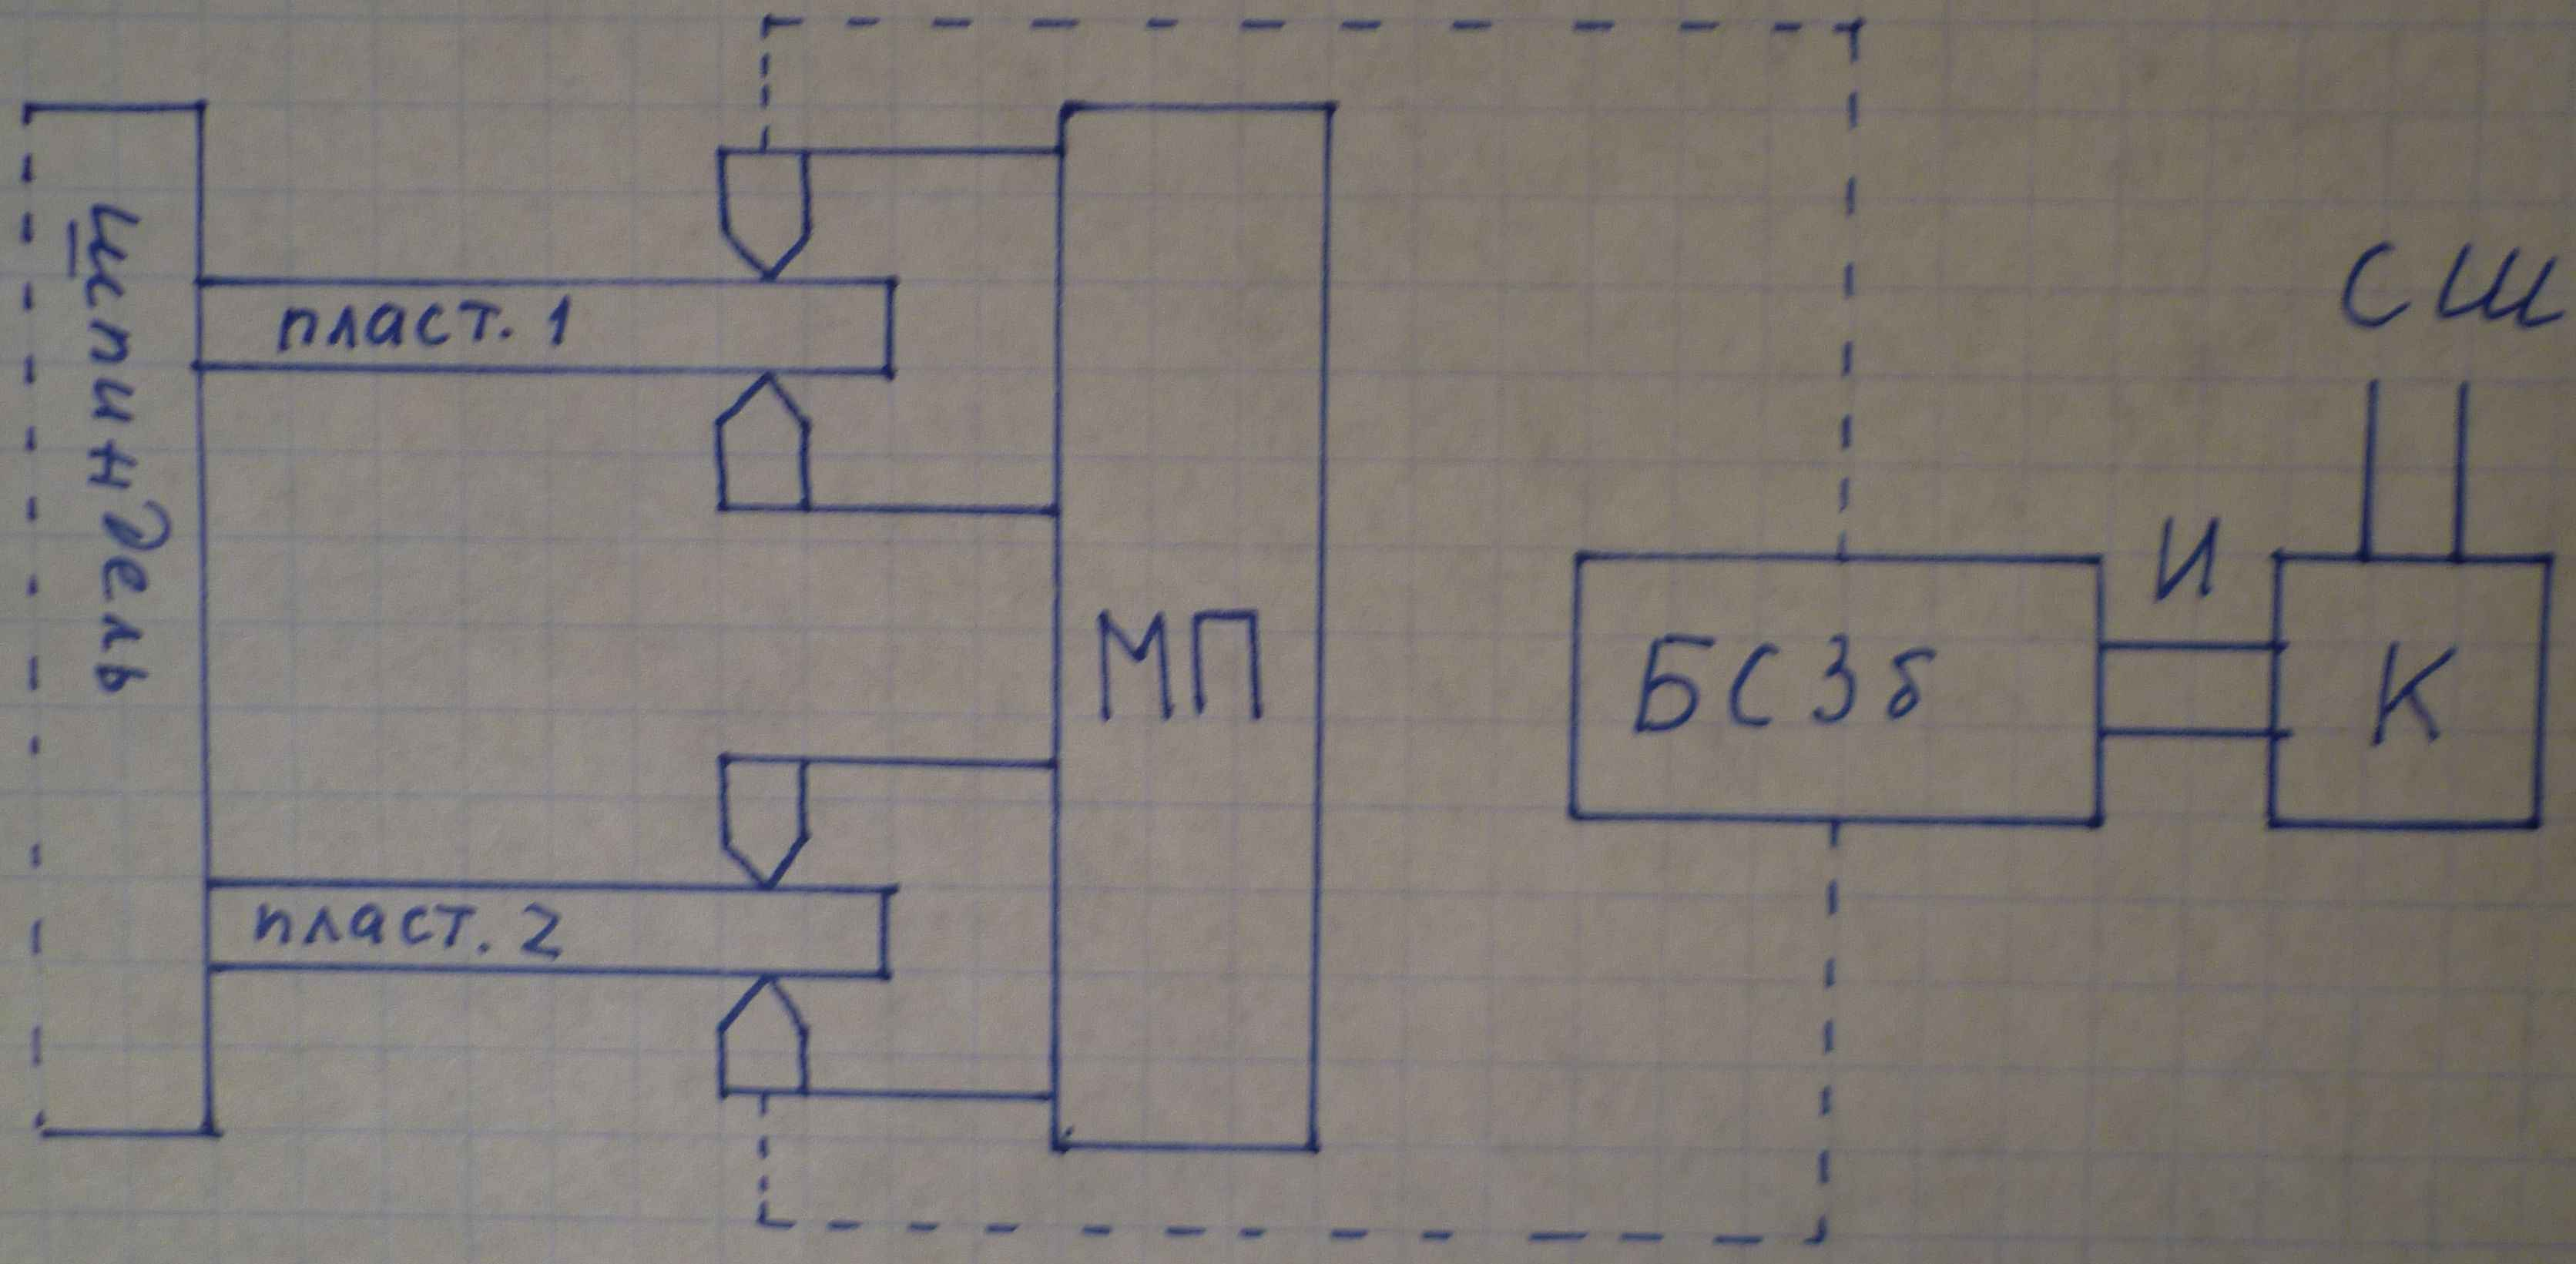 Шпиндель
пласт. 1
пласт. 2
МП
БСЗб
И
К
СШ